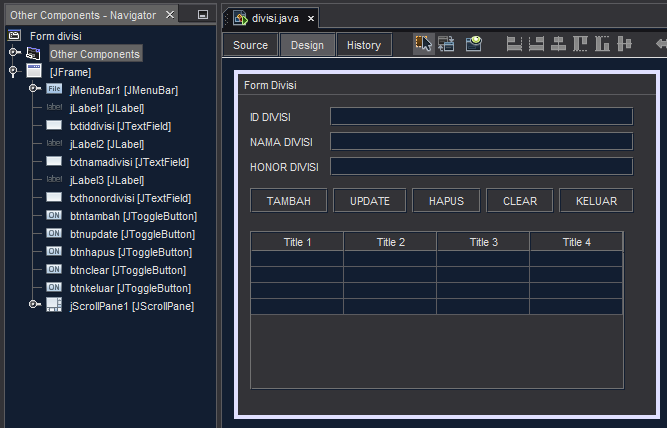 Other Components - Navigator
Form divisi
Other Components
[JFrame]
File jMenuBar1 [JMenuBar]
label jLabel1 [JLabel]
txtiddivisi [JTextField]
label jLabel2 [JLabel]
txtnamadivisi [JTextField]
label jLabel3 [JLabel]
txthonordivisi [JTextField]
ON btntambah [JToggleButton]
ON btnupdate [JToggleButton]
ON btnhapus [JToggleButton]
ON btnclear [JToggleButton]
ON btnkeluar [JToggleButton]
jScrollPane1 [JScrollPane]
divisi.java
Source Design History
Form Divisi
ID DIVISI
NAMA DIVISI
HONOR DIVISI
TAMBAH UPDATE HAPUS CLEAR KELUAR
Title 1 Title 2 Title 3 Title 4